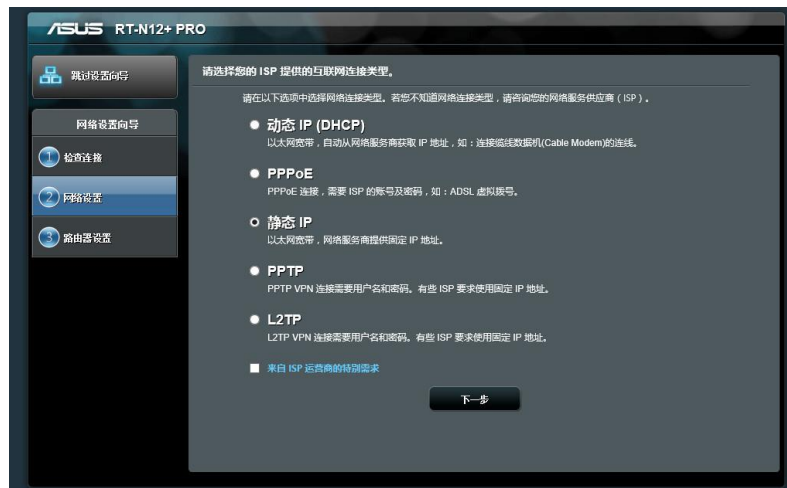 ASUS RT-N12+ PRO
跳过设置向导
网络设置向导
1 检查连接
2 网络设置
3 路由器设置
请选择您的 ISP 提供的互联网连接类型。
请在以下选项中选择网络连接类型。若您不知道网络连接类型，请咨询您的网络服务供应商（ISP）。
动态 IP (DHCP)
以太网宽带，自动从网络服务商获取 IP 地址，如：连接缆线数据机(Cable Modem)的连线。
PPPoE
PPPoE 连接，需要 ISP 的账号及密码，如：ADSL 虚拟拨号。
静态 IP
以太网宽带，网络服务商提供固定 IP 地址。
PPTP
PPTP VPN 连接需要用户名和密码。有些 ISP 要求使用固定 IP 地址。
L2TP
L2TP VPN 连接需要用户名和密码。有些 ISP 要求使用固定 IP 地址。
来自 ISP 运营商的特别需求
下一步